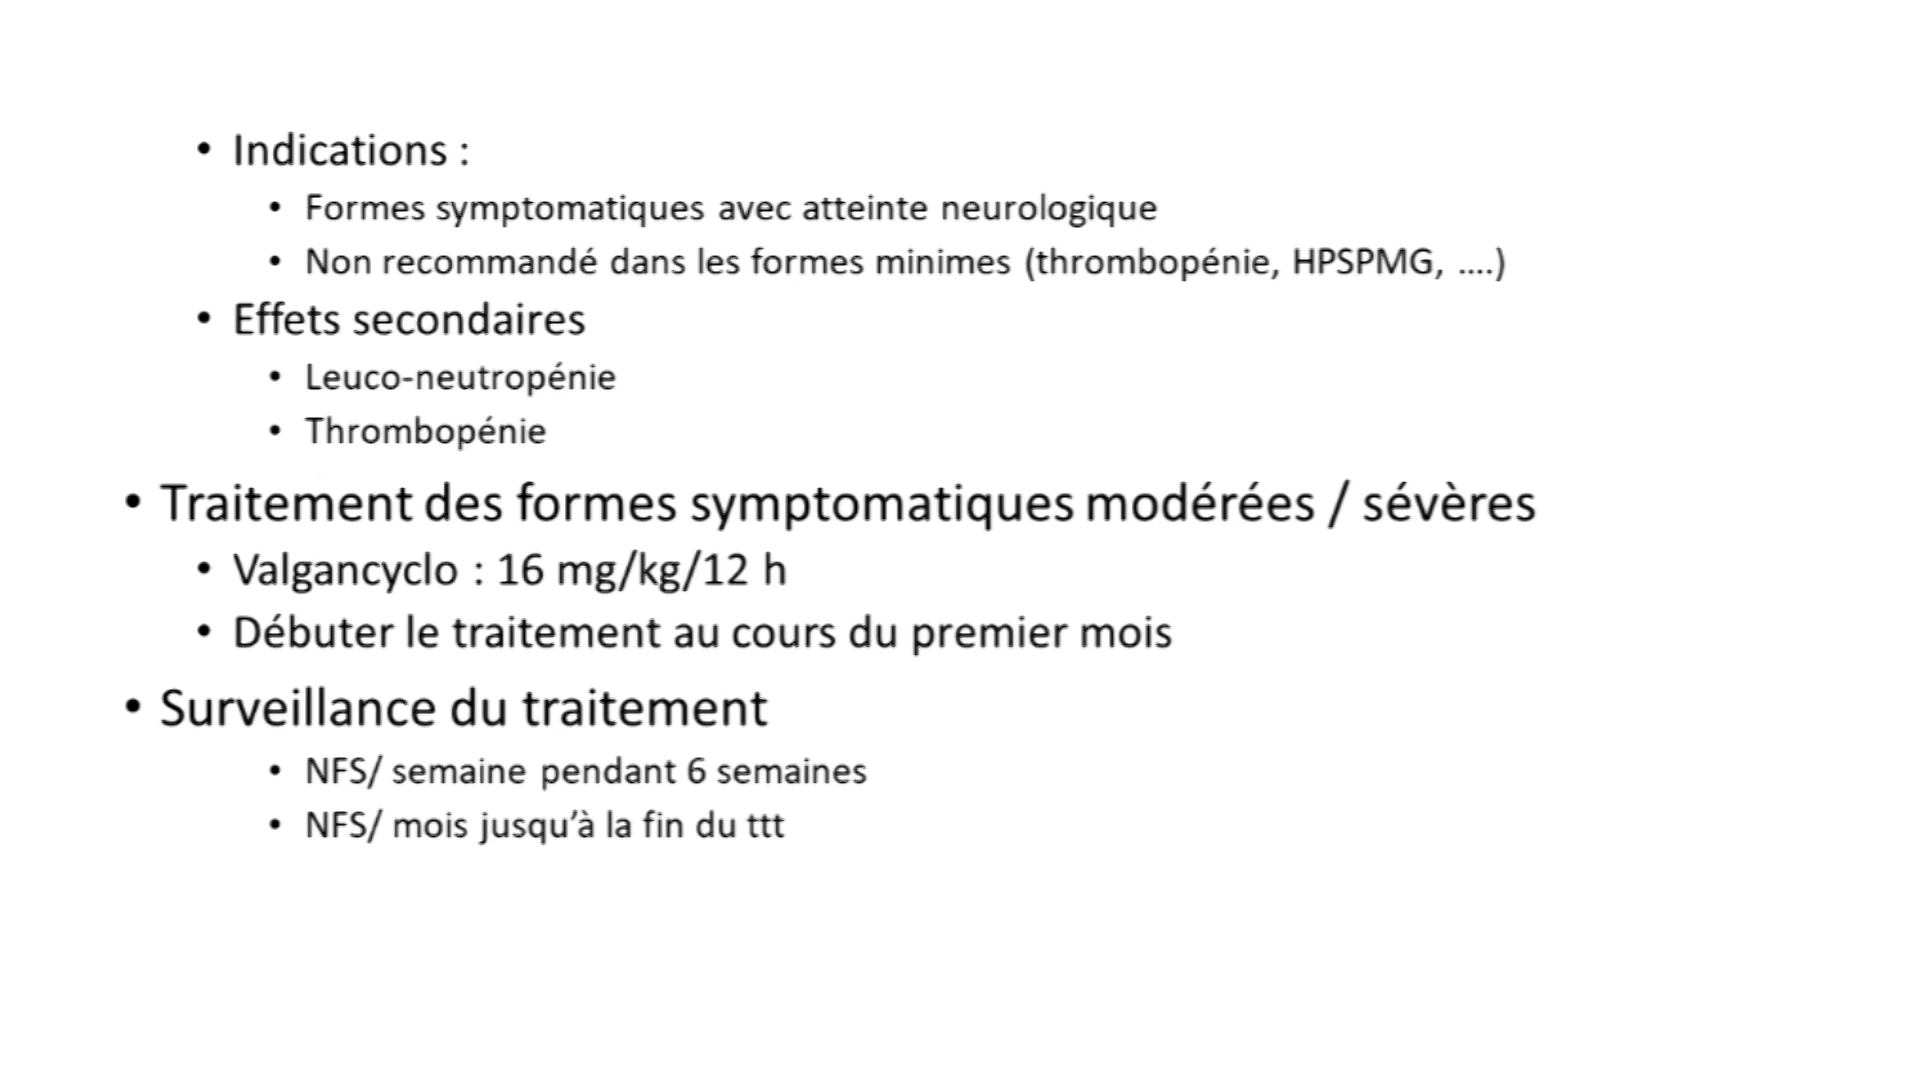 • Indications :
• Formes symptomatiques avec atteinte neurologique
• Non recommandé dans les formes minimes (thrombopénie, HPSPMG, ....)
• Effets secondaires
• Leuco-neutropénie
• Thrombopénie
• Traitement des formes symptomatiques modérées / sévères
• Valgancyclo : 16 mg/kg/12 h
• Débuter le traitement au cours du premier mois
• Surveillance du traitement
• NFS/ semaine pendant 6 semaines
• NFS/ mois jusqu’à la fin du ttt